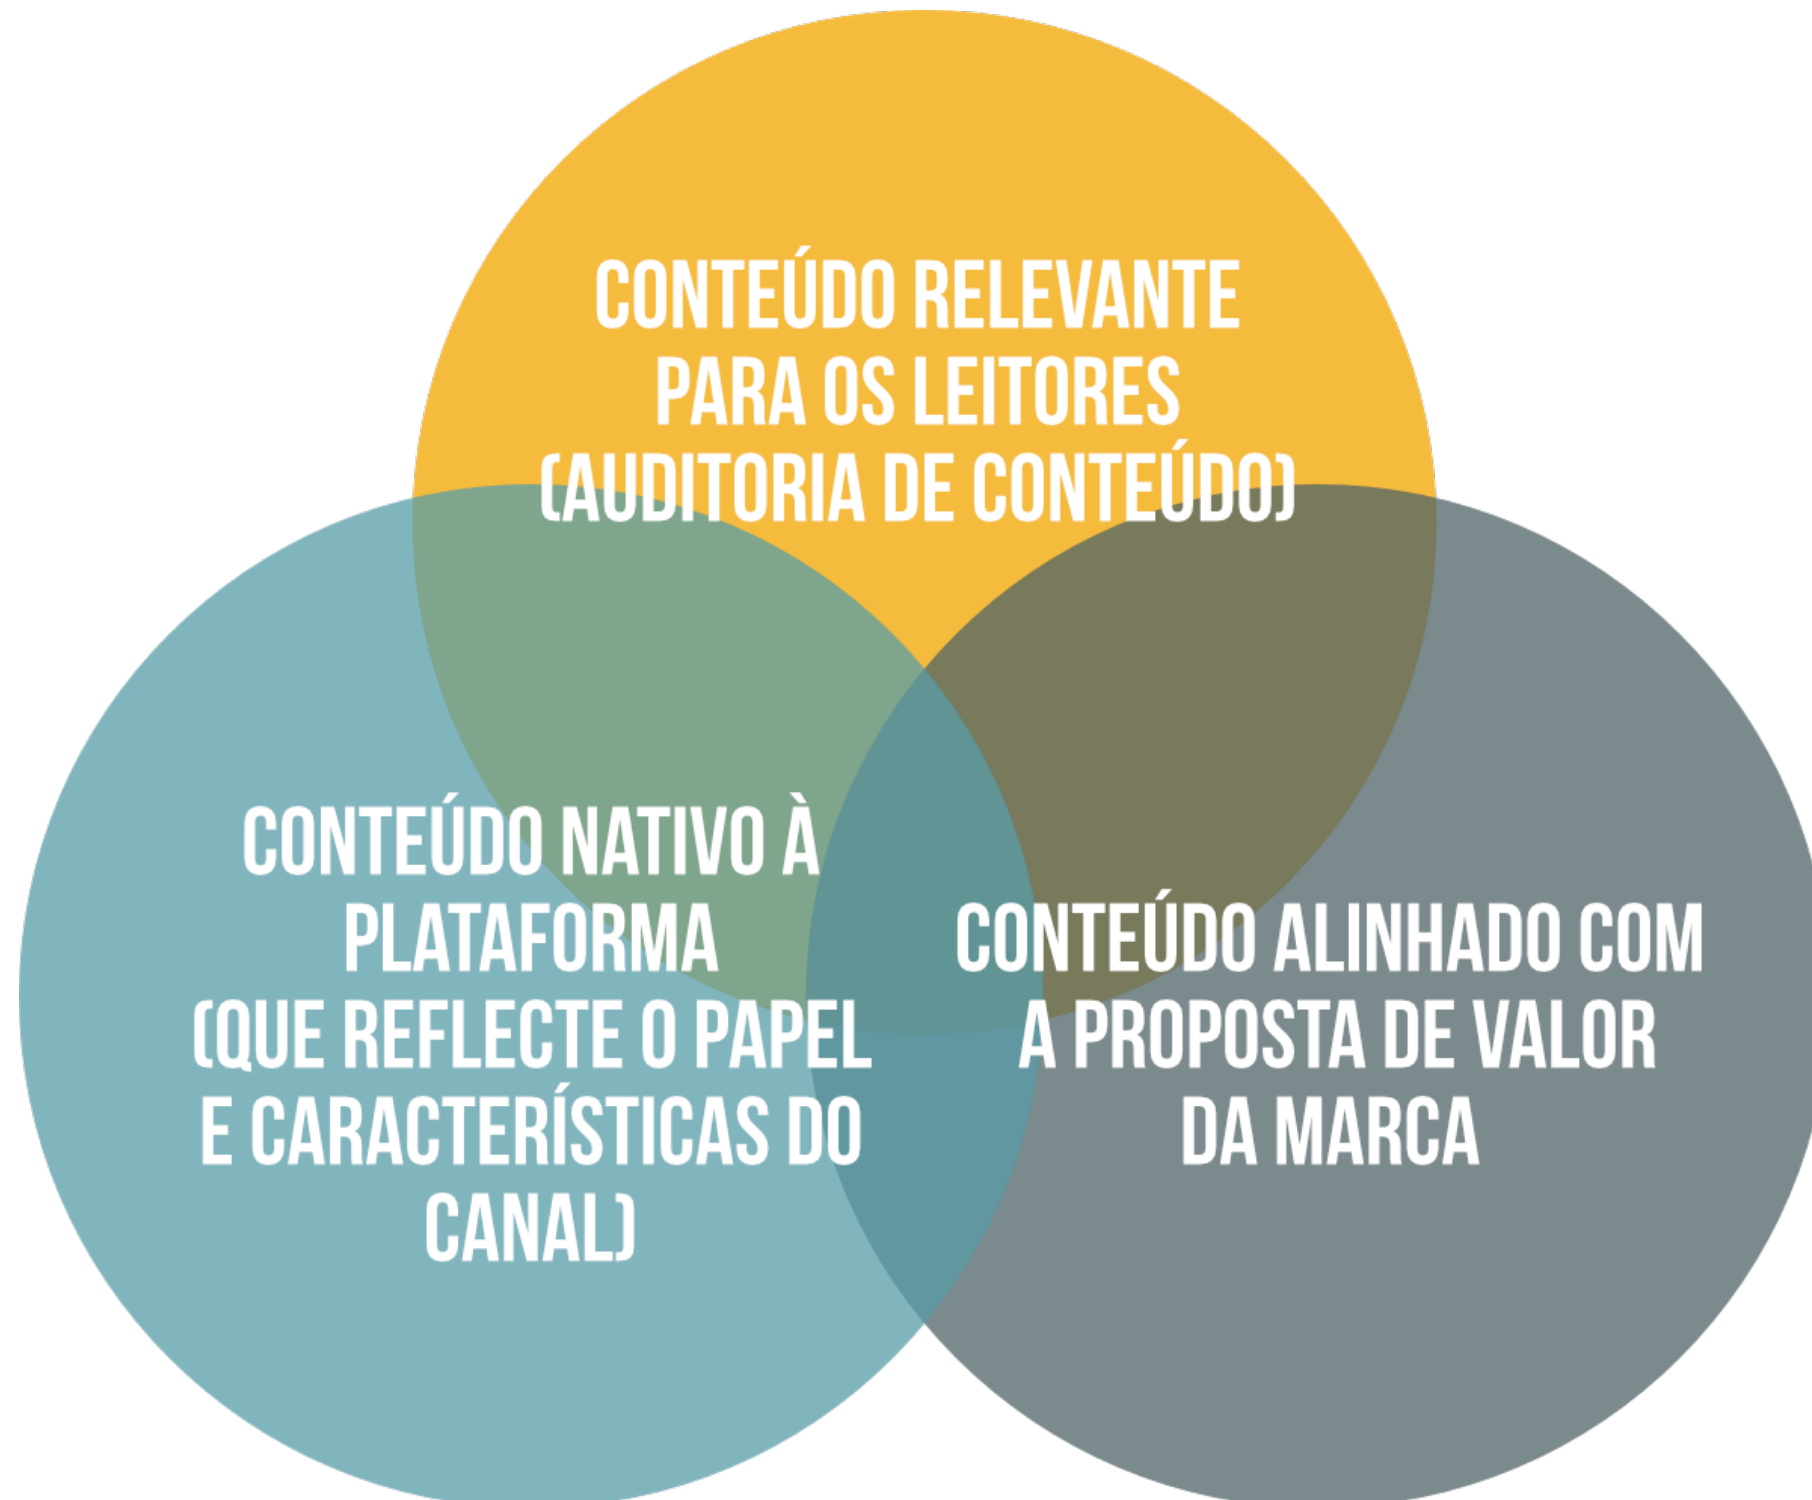 CONTEÚDO RELEVANTE
PARA OS LEITORES
(AUDITORIA DE CONTEÚDO)
CONTEÚDO NATIVO À
PLATAFORMA
(QUE REFLECTE O PAPEL
E CARACTERÍSTICAS DO
CANAL)
CONTEÚDO ALINHADO COM
A PROPOSTA DE VALOR
DA MARCA